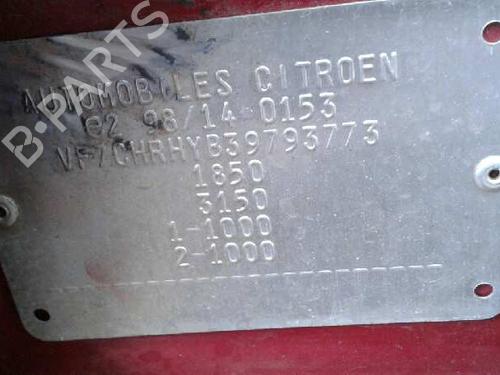 B-PARTS
AUTOMOBILES CITROEN
e2 98/14 0153
VF7CHRHYB39793773
1850
3150
1-1000
2-1000